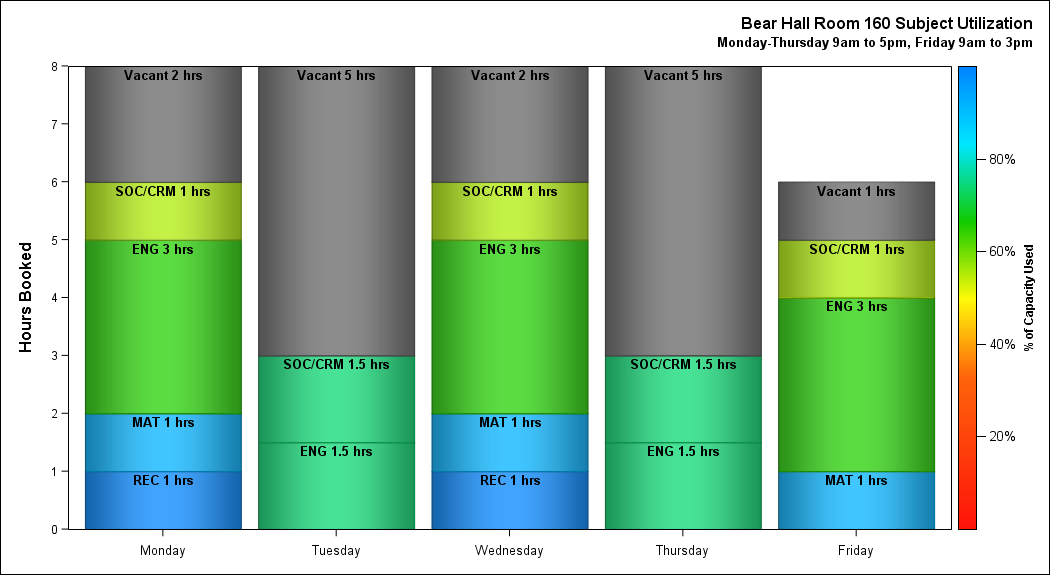 Bear Hall Room 160 Subject Utilization
Monday-Thursday 9am to 5pm, Friday 9am to 3pm
Hours Booked
8
7
6
5
4
3
2
1
0
Vacant 2 hrs
SOC/CRM 1 hrs
ENG 3 hrs
MAT 1 hrs
REC 1 hrs
Vacant 5 hrs
SOC/CRM 1.5 hrs
ENG 1.5 hrs
Vacant 2 hrs
SOC/CRM 1 hrs
ENG 3 hrs
MAT 1 hrs
REC 1 hrs
Vacant 5 hrs
SOC/CRM 1.5 hrs
ENG 1.5 hrs
Vacant 1 hrs
SOC/CRM 1 hrs
ENG 3 hrs
MAT 1 hrs
Monday
Tuesday
Wednesday
Thursday
Friday
80%
60%
40%
20%
% of Capacity Used